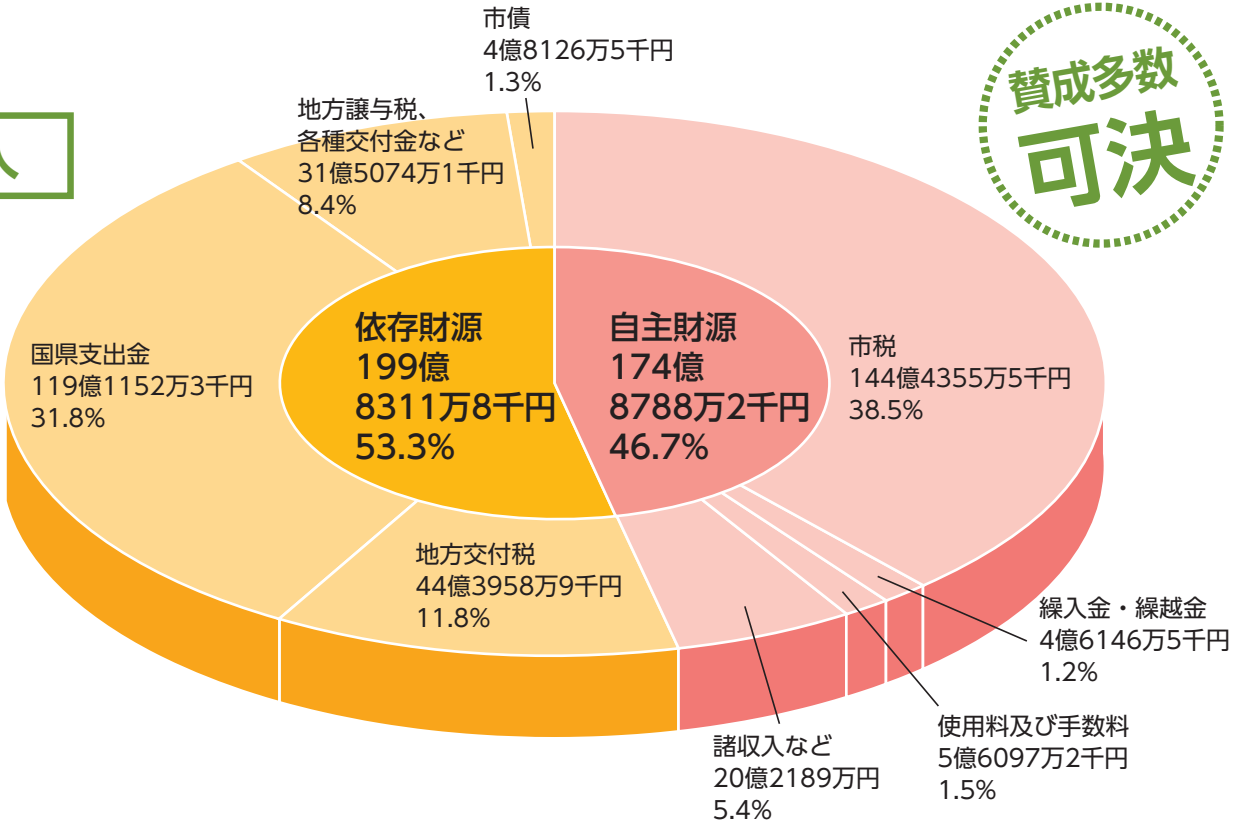 市債
4億8126万5千円
1.3%
地方譲与税、
各種交付金など
31億5074万1千円
8.4%
賛成多数
可決
国県支出金
119億1152万3千円
31.8%
依存財源
199億
8311万8千円
53.3%
自主財源
174億
8788万2千円
46.7%
市税
144億4355万5千円
38.5%
地方交付税
44億3958万9千円
11.8%
繰入金・繰越金
4億6146万5千円
1.2%
使用料及び手数料
5億6097万2千円
1.5%
諸収入など
20億2189万円
5.4%